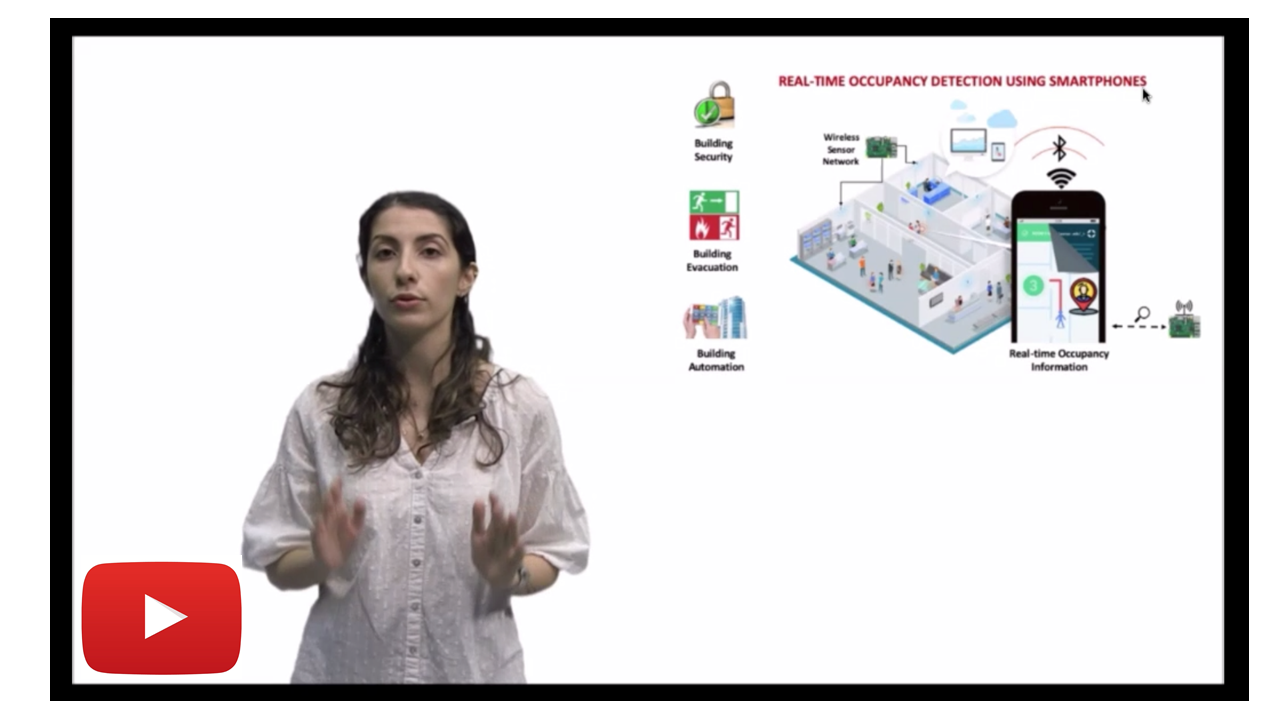 REAL-TIME OCCUPANCY DETECTION USING SMARTPHONES
Building
Security
Wireless
Sensor
Network
Building
Evacuation
3
Building
Automation
Real-time Occupancy
Information